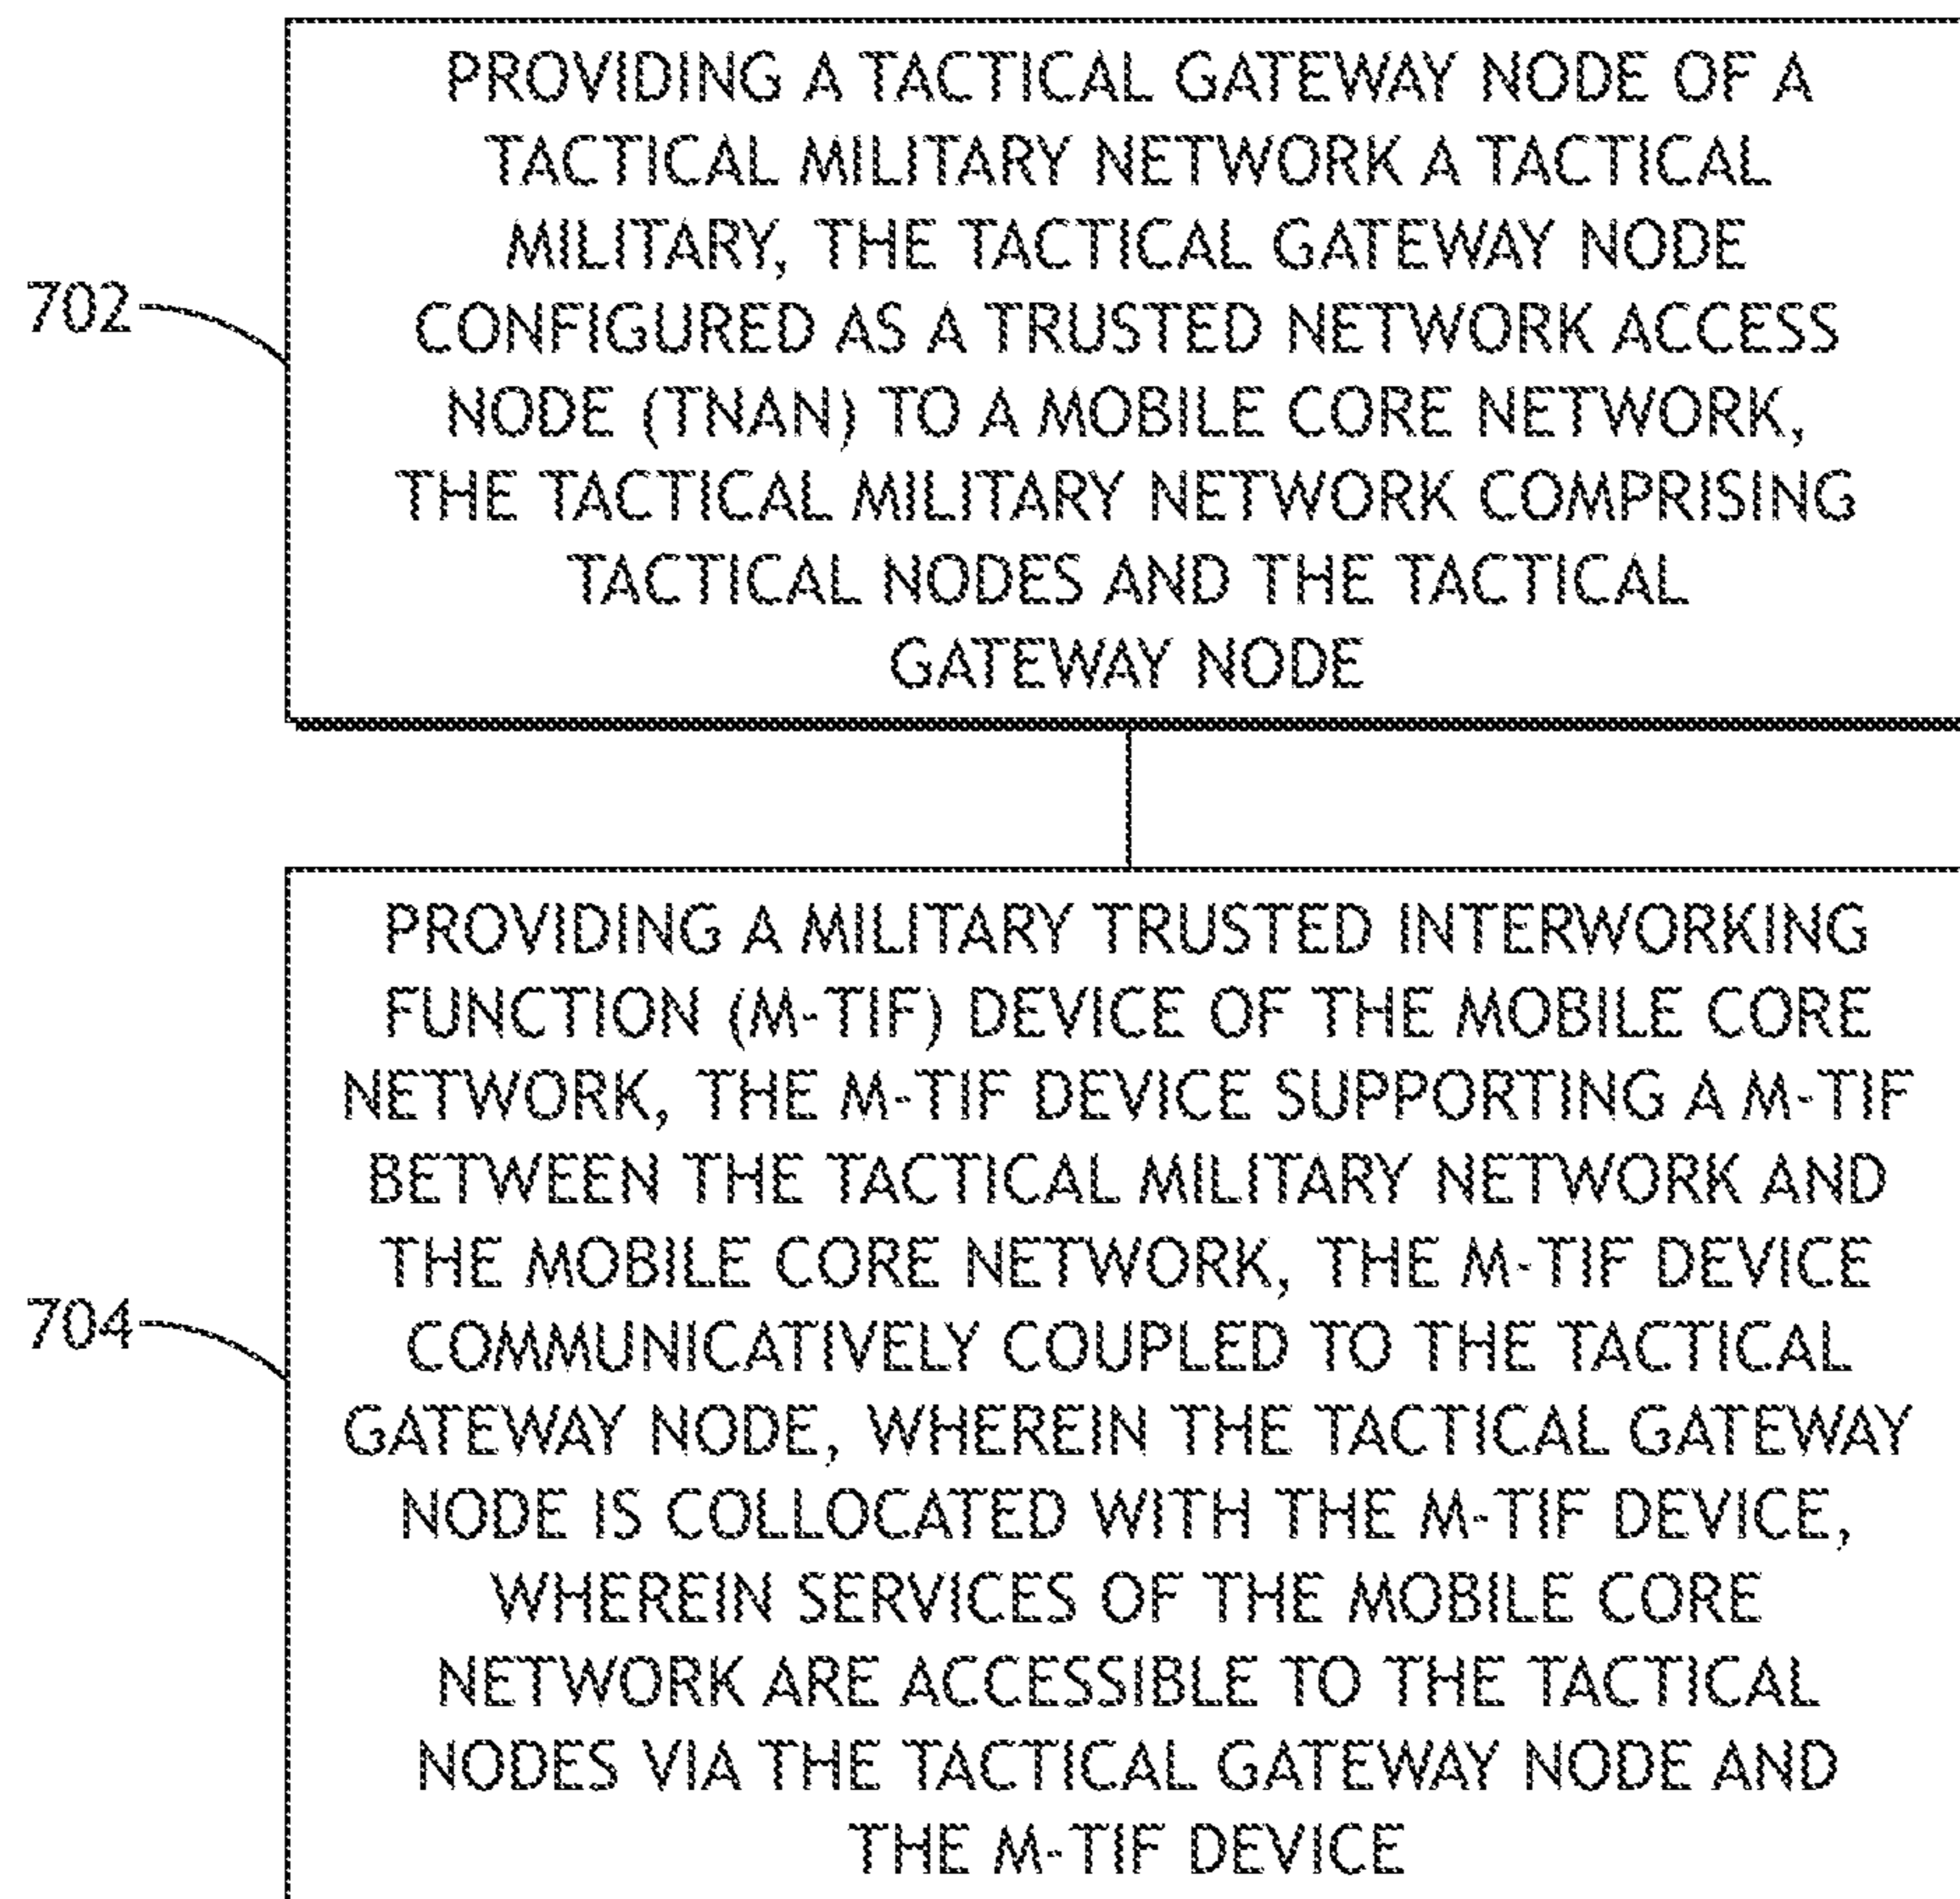 PROVIDING A TACTICAL GATEWAY NODE OF A
TACTICAL MILITARY NETWORK A TACTICAL
MILITARY, THE TACTICAL GATEWAY NODE
702
CONFIGURED AS A TRUSTED NETWORK ACCESS
NODE (TNAN) TO A MOBILE CORE NETWORK,
THE TACTICAL MILITARY NETWORK COMPRISING
TACTICAL NODES AND THE TACTICAL
GATEWAY NODE
PROVIDING A MILITARY TRUSTED INTERWORKING
FUNCTION (M-TIF) DEVICE OF THE MOBILE CORE
NETWORK, THE M-TIF DEVICE SUPPORTING A M-TIF
BETWEEN THE TACTICAL MILITARY NETWORK AND
THE MOBILE CORE NETWORK, THE M-TIF DEVICE
704
COMMUNICATIVELY COUPLED TO THE TACTICAL
GATEWAY NODE, WHEREIN THE TACTICAL GATEWAY
NODE IS COLLOCATED WITH THE M-TIF DEVICE,
WHEREIN SERVICES OF THE MOBILE CORE
NETWORK ARE ACCESSIBLE TO THE TACTICAL
NODES VIA THE TACTICAL GATEWAY NODE AND
THE M-TIF DEVICE